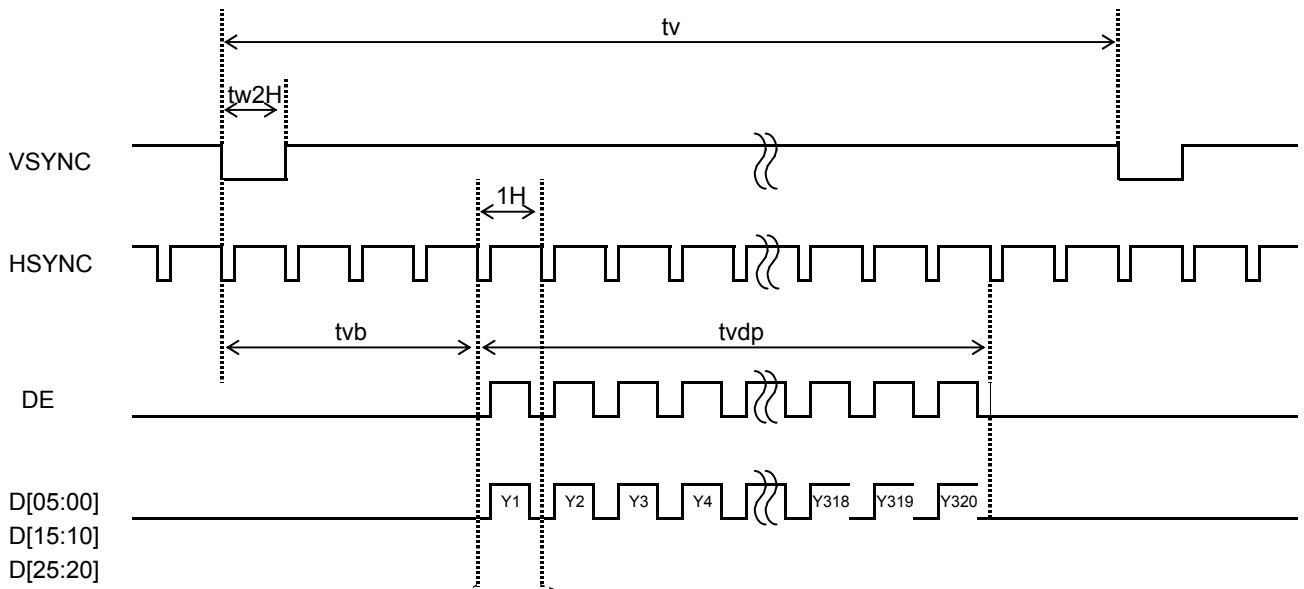 tv
tw2H
VSYNC
1H
HSYNC
tvb
tvdp
DE
D[05:00]
D[15:10]
D[25:20]
Y1
Y2
Y3
Y4
Y318
Y319
Y320